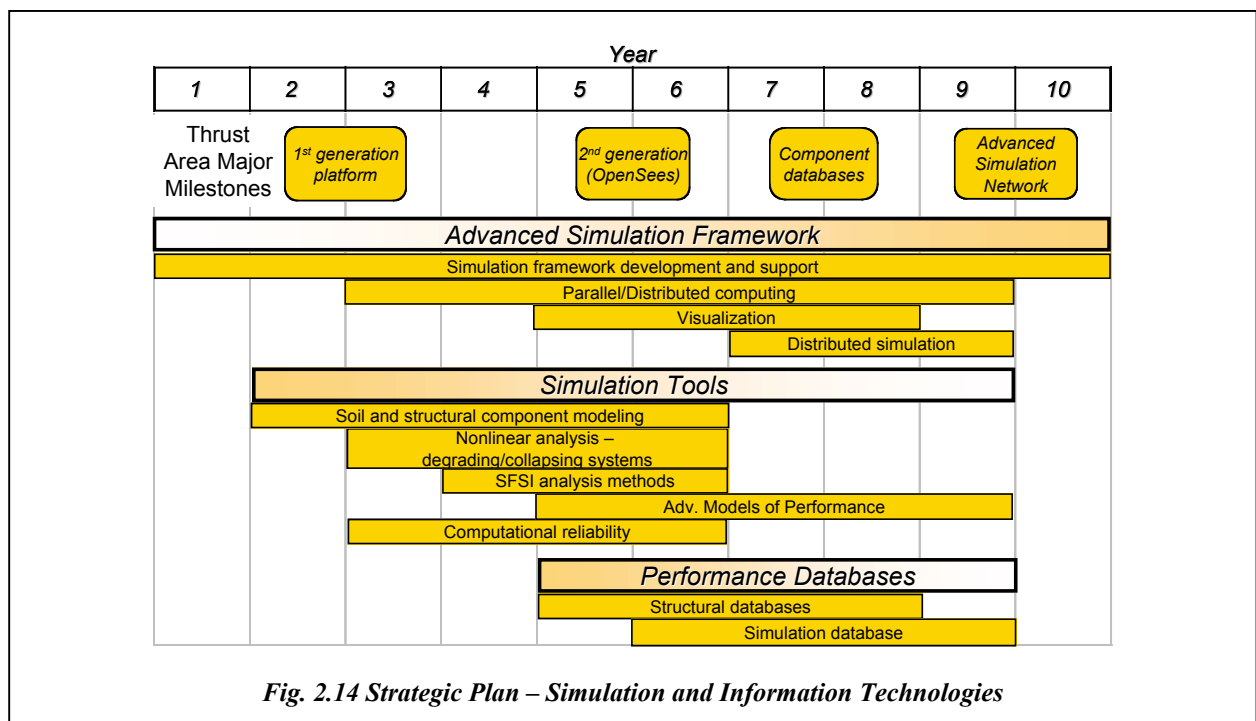 Year
1 2 3 4 5 6 7 8 9 10
Thrust
Area Major
Milestones
1st generation
platform
2nd generation
(OpenSees)
Component
databases
Advanced
Simulation
Network
Advanced Simulation Framework
Simulation framework development and support
Parallel/Distributed computing
Visualization
Distributed simulation
Simulation Tools
Soil and structural component modeling
Nonlinear analysis –
degrading/collapsing systems
SFSI analysis methods
Adv. Models of Performance
Computational reliability
Performance Databases
Structural databases
Simulation database
Fig. 2.14 Strategic Plan – Simulation and Information Technologies